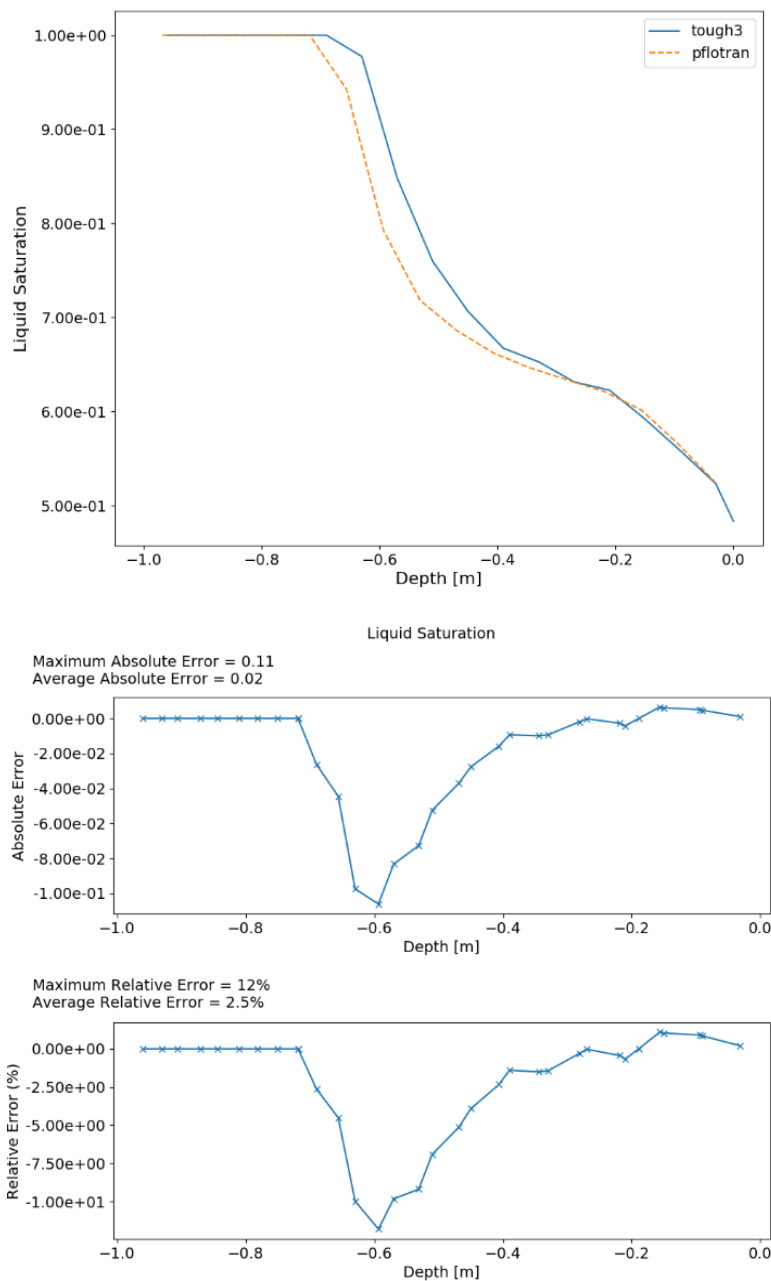 1.00e+00
9.00e-01
8.00e-01
7.00e-01
6.00e-01
5.00e-01
Liquid Saturation
tough3
pflotran
−1.0 −0.8 −0.6 −0.4 −0.2 0.0
Depth [m]
Liquid Saturation
Maximum Absolute Error = 0.11
Average Absolute Error = 0.02
0.00e+00
-2.00e-02
-4.00e-02
-6.00e-02
-8.00e-02
-1.00e-01
Absolute Error
−1.0 −0.8 −0.6 −0.4 −0.2 0.0
Depth [m]
Maximum Relative Error = 12%
Average Relative Error = 2.5%
0.00e+00
-2.50e+00
-5.00e+00
-7.50e+00
-1.00e+01
Relative Error (%)
−1.0 −0.8 −0.6 −0.4 −0.2 0.0
Depth [m]